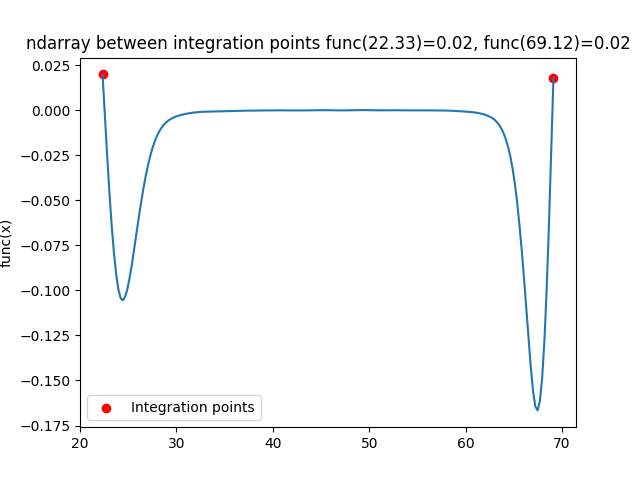 ndarray between integration points func(22.33)=0.02, func(69.12)=0.02
0.025
0.000
−0.025
−0.050
−0.075
−0.100
−0.125
−0.150
−0.175
func(x)
Integration points
20 30 40 50 60 70